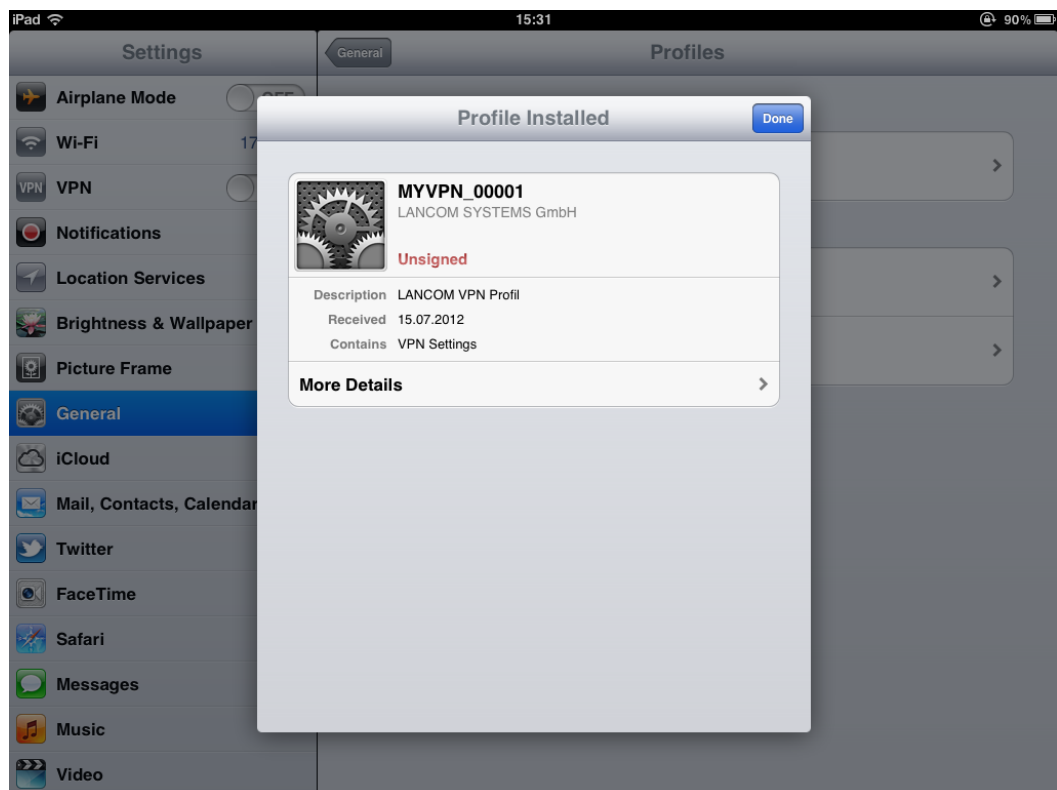 iPad 15:31 90%
Settings
General
Profiles
Airplane Mode
Wi-Fi 17
VPN VPN
Notifications
Location Services
Brightness & Wallpaper
Picture Frame
General
iCloud
Mail, Contacts, Calendar
Twitter
FaceTime
Safari
Messages
Music
Video
Profile Installed
Done
MYVPN_00001
LANCOM SYSTEMS GmbH
Unsigned
Description LANCOM VPN Profil
Received 15.07.2012
Contains VPN Settings
More Details